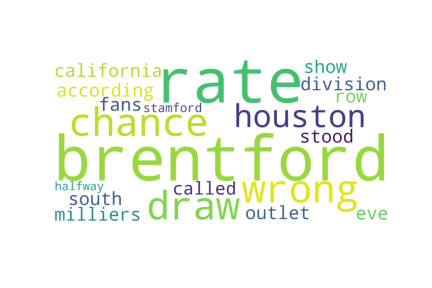 california
rate
show
according
division
fans
stamford
row
chance
houston
stood
brentford
halfway
called
wrong
south
draw
outlet
milliers
eve